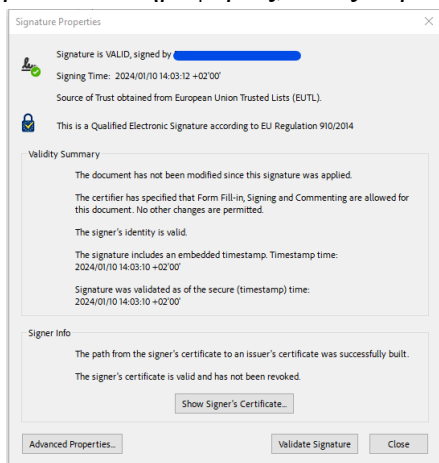 Signature Properties
Signature is VALID, signed by
Signing Time: 2024/01/10 14:03:12 +02'00'
Source of Trust obtained from European Union Trusted Lists (EUTL).
This is a Qualified Electronic Signature according to EU Regulation 910/2014
Validity Summary
The document has not been modified since this signature was applied.
The certifier has specified that Form Fill-in, Signing and Commenting are allowed for
this document. No other changes are permitted.
The signer's identity is valid.
The signature includes an embedded timestamp. Timestamp time:
2024/01/10 14:03:10 +02'00'
Signature was validated as of the secure (timestamp) time:
2024/01/10 14:03:10 +02'00'
Signer Info
The path from the signer's certificate to an issuer's certificate was successfully built.
The signer's certificate is valid and has not been revoked.
Show Signer's Certificate...
Advanced Properties...
Validate Signature
Close